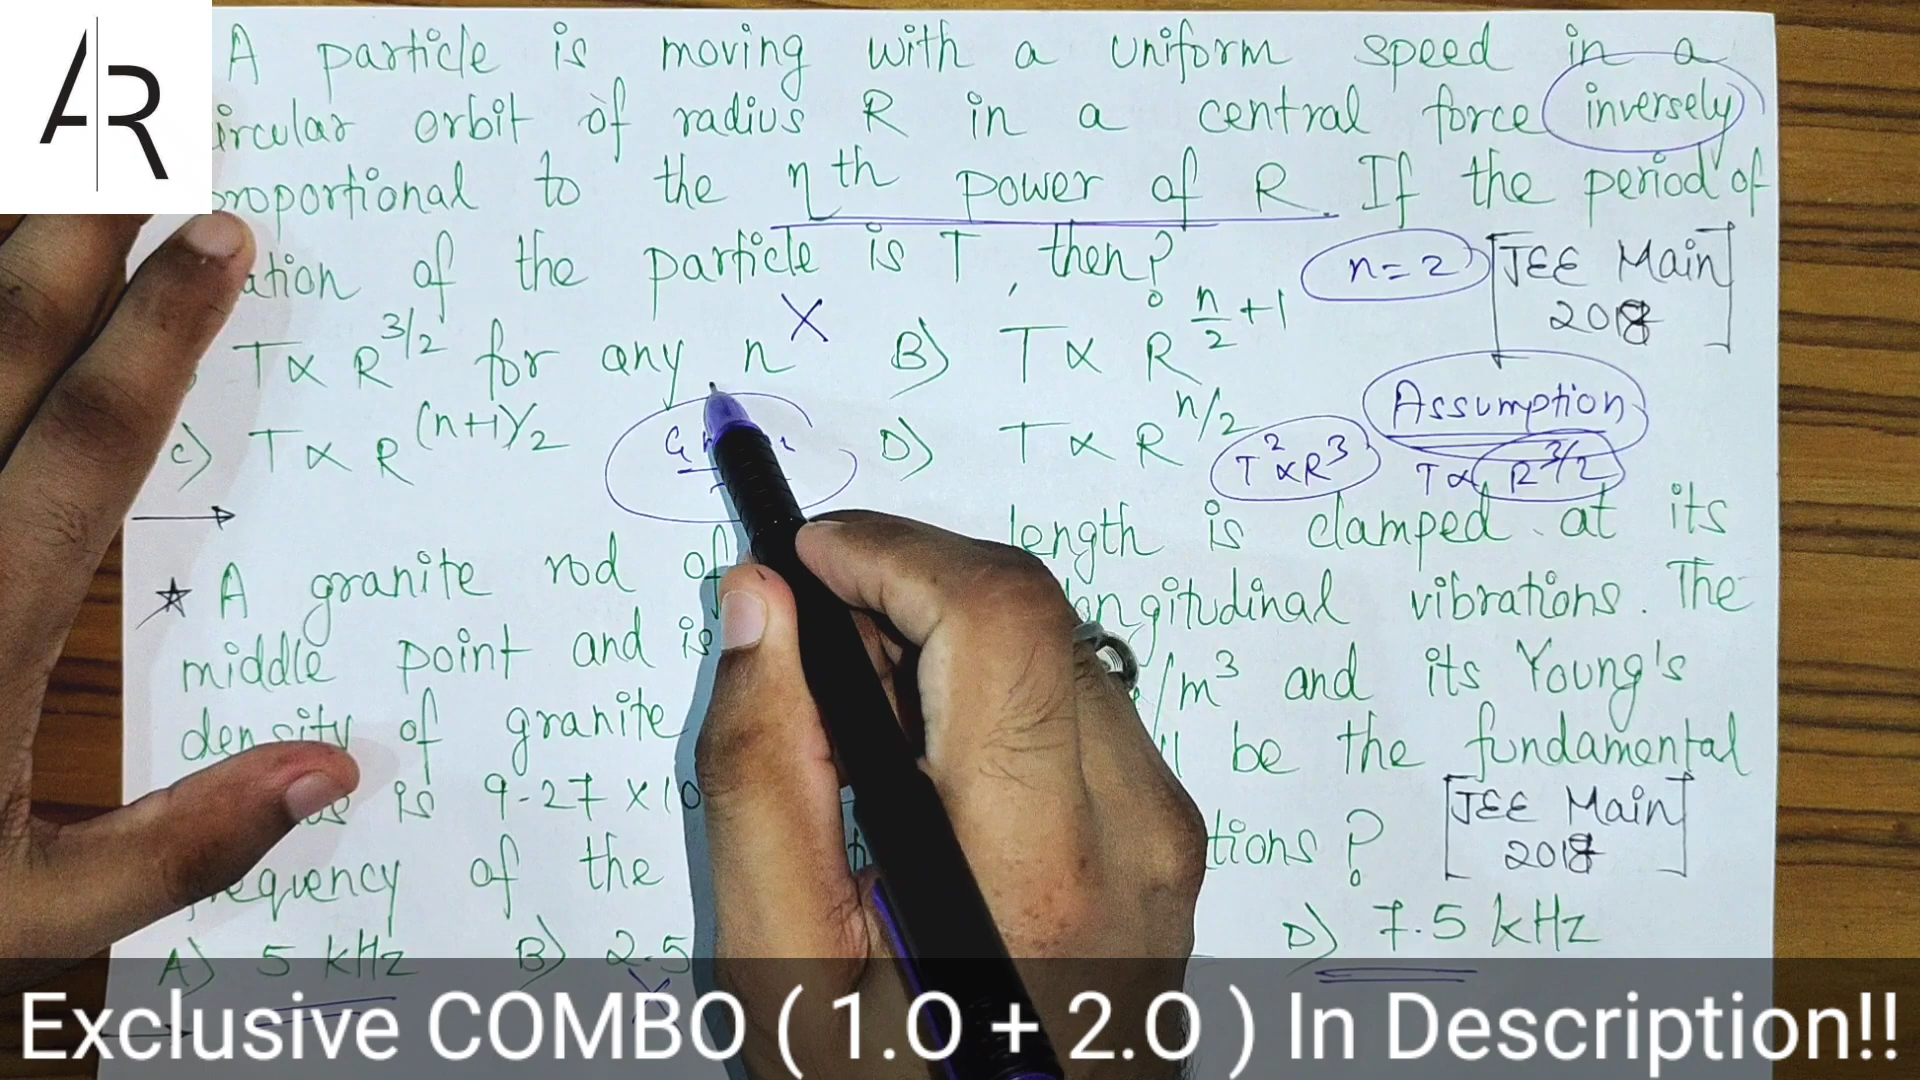 AR
A particle is moving with a uniform speed in a
ircular orbit of radius R in a central force inversely
proportional to the nth power of R. If the period of
ation of the particle is T, then?
n = 2
[JEE Main 2018]
T ∝ R^3/2 for any n X
B) T ∝ R^n/2+1
Assumption
C) T ∝ R^(n+1)/2
D) T ∝ R^n/2
T^2 ∝ R^3
T ∝ R^3/2
A granite rod of length is clamped at its
middle point and is longitudinal vibrations. The
density of granite /m^3 and its Young's
is 9.27 × 10 ll be the fundamental
equency of the tions?
[JEE Main 2018]
A) 5 kHz B) 2.5 D) 7.5 kHz
Exclusive COMBO ( 1.O + 2.O ) In Description!!